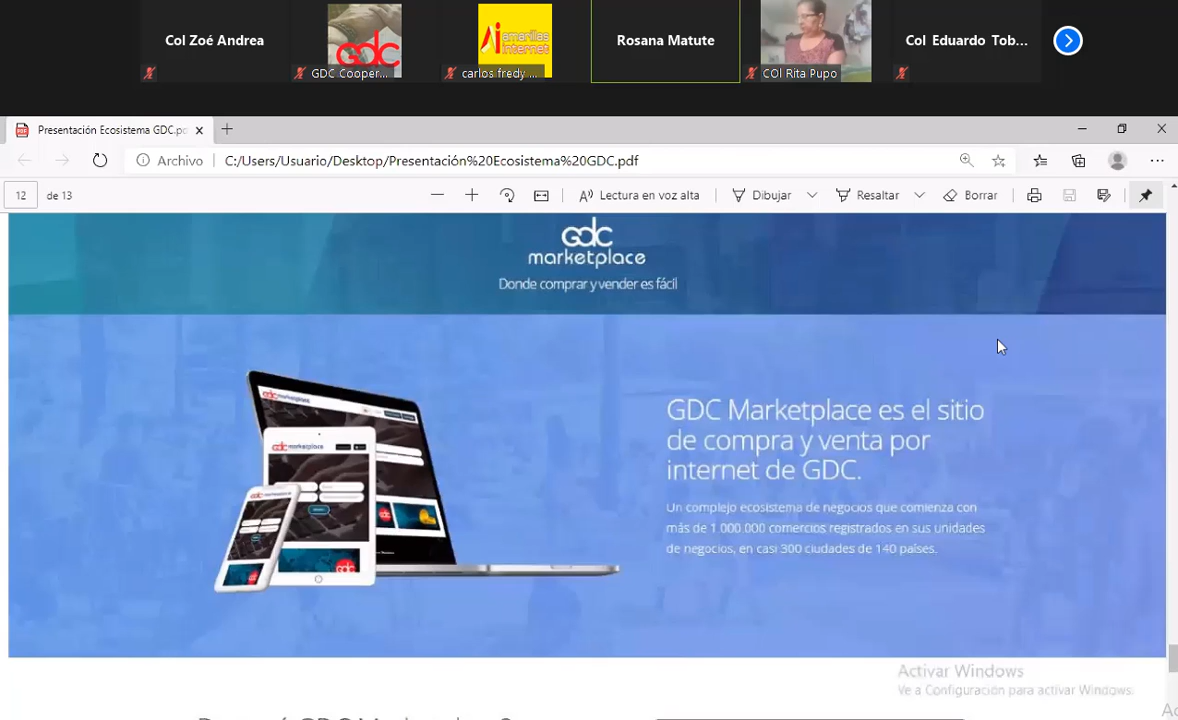 Col Zoé Andrea
GDC
GDC Cooper...
amarillas
internet
carlos fredy ...
Rosana Matute
COl Rita Pupo
Col Eduardo Tob...
Presentación Ecosistema GDC.pd
Archivo
C:/Users/Usuario/Desktop/Presentación%20Ecosistema%20GDC.pdf
12 de 13
Lectura en voz alta
Dibujar
Resaltar
Borrar
GDC
marketplace
Donde comprar y vender es fácil
GDC Marketplace es el sitio
de compra y venta por
internet de GDC.
Un complejo ecosistema de negocios que comienza con
más de 1.000.000 comercios registrados en sus unidades
de negocios, en casi 300 ciudades de 140 países.
Activar Windows
Ve a Configuración para activar Windows.